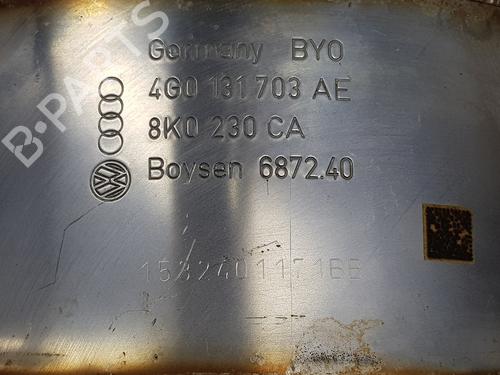 B-PARTS
Germany BYO
4G0 131 703 AE
8K0 230 CA
Boysen 6872.40